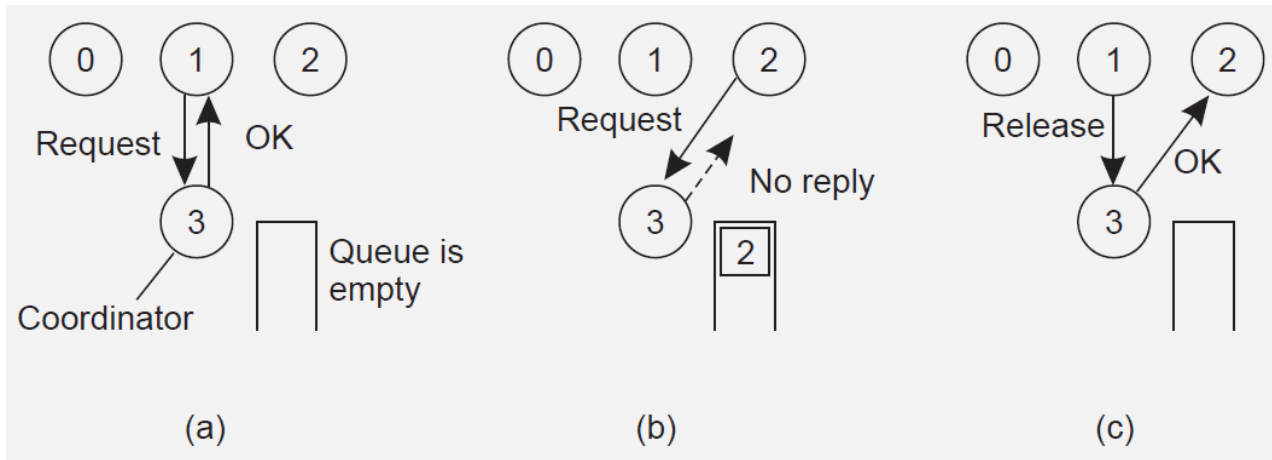 0 1 2
Request
OK
3
Queue is
empty
Coordinator
(a)
0 1 2
Request
No reply
3
2
(b)
0 1 2
Release
OK
3
(c)